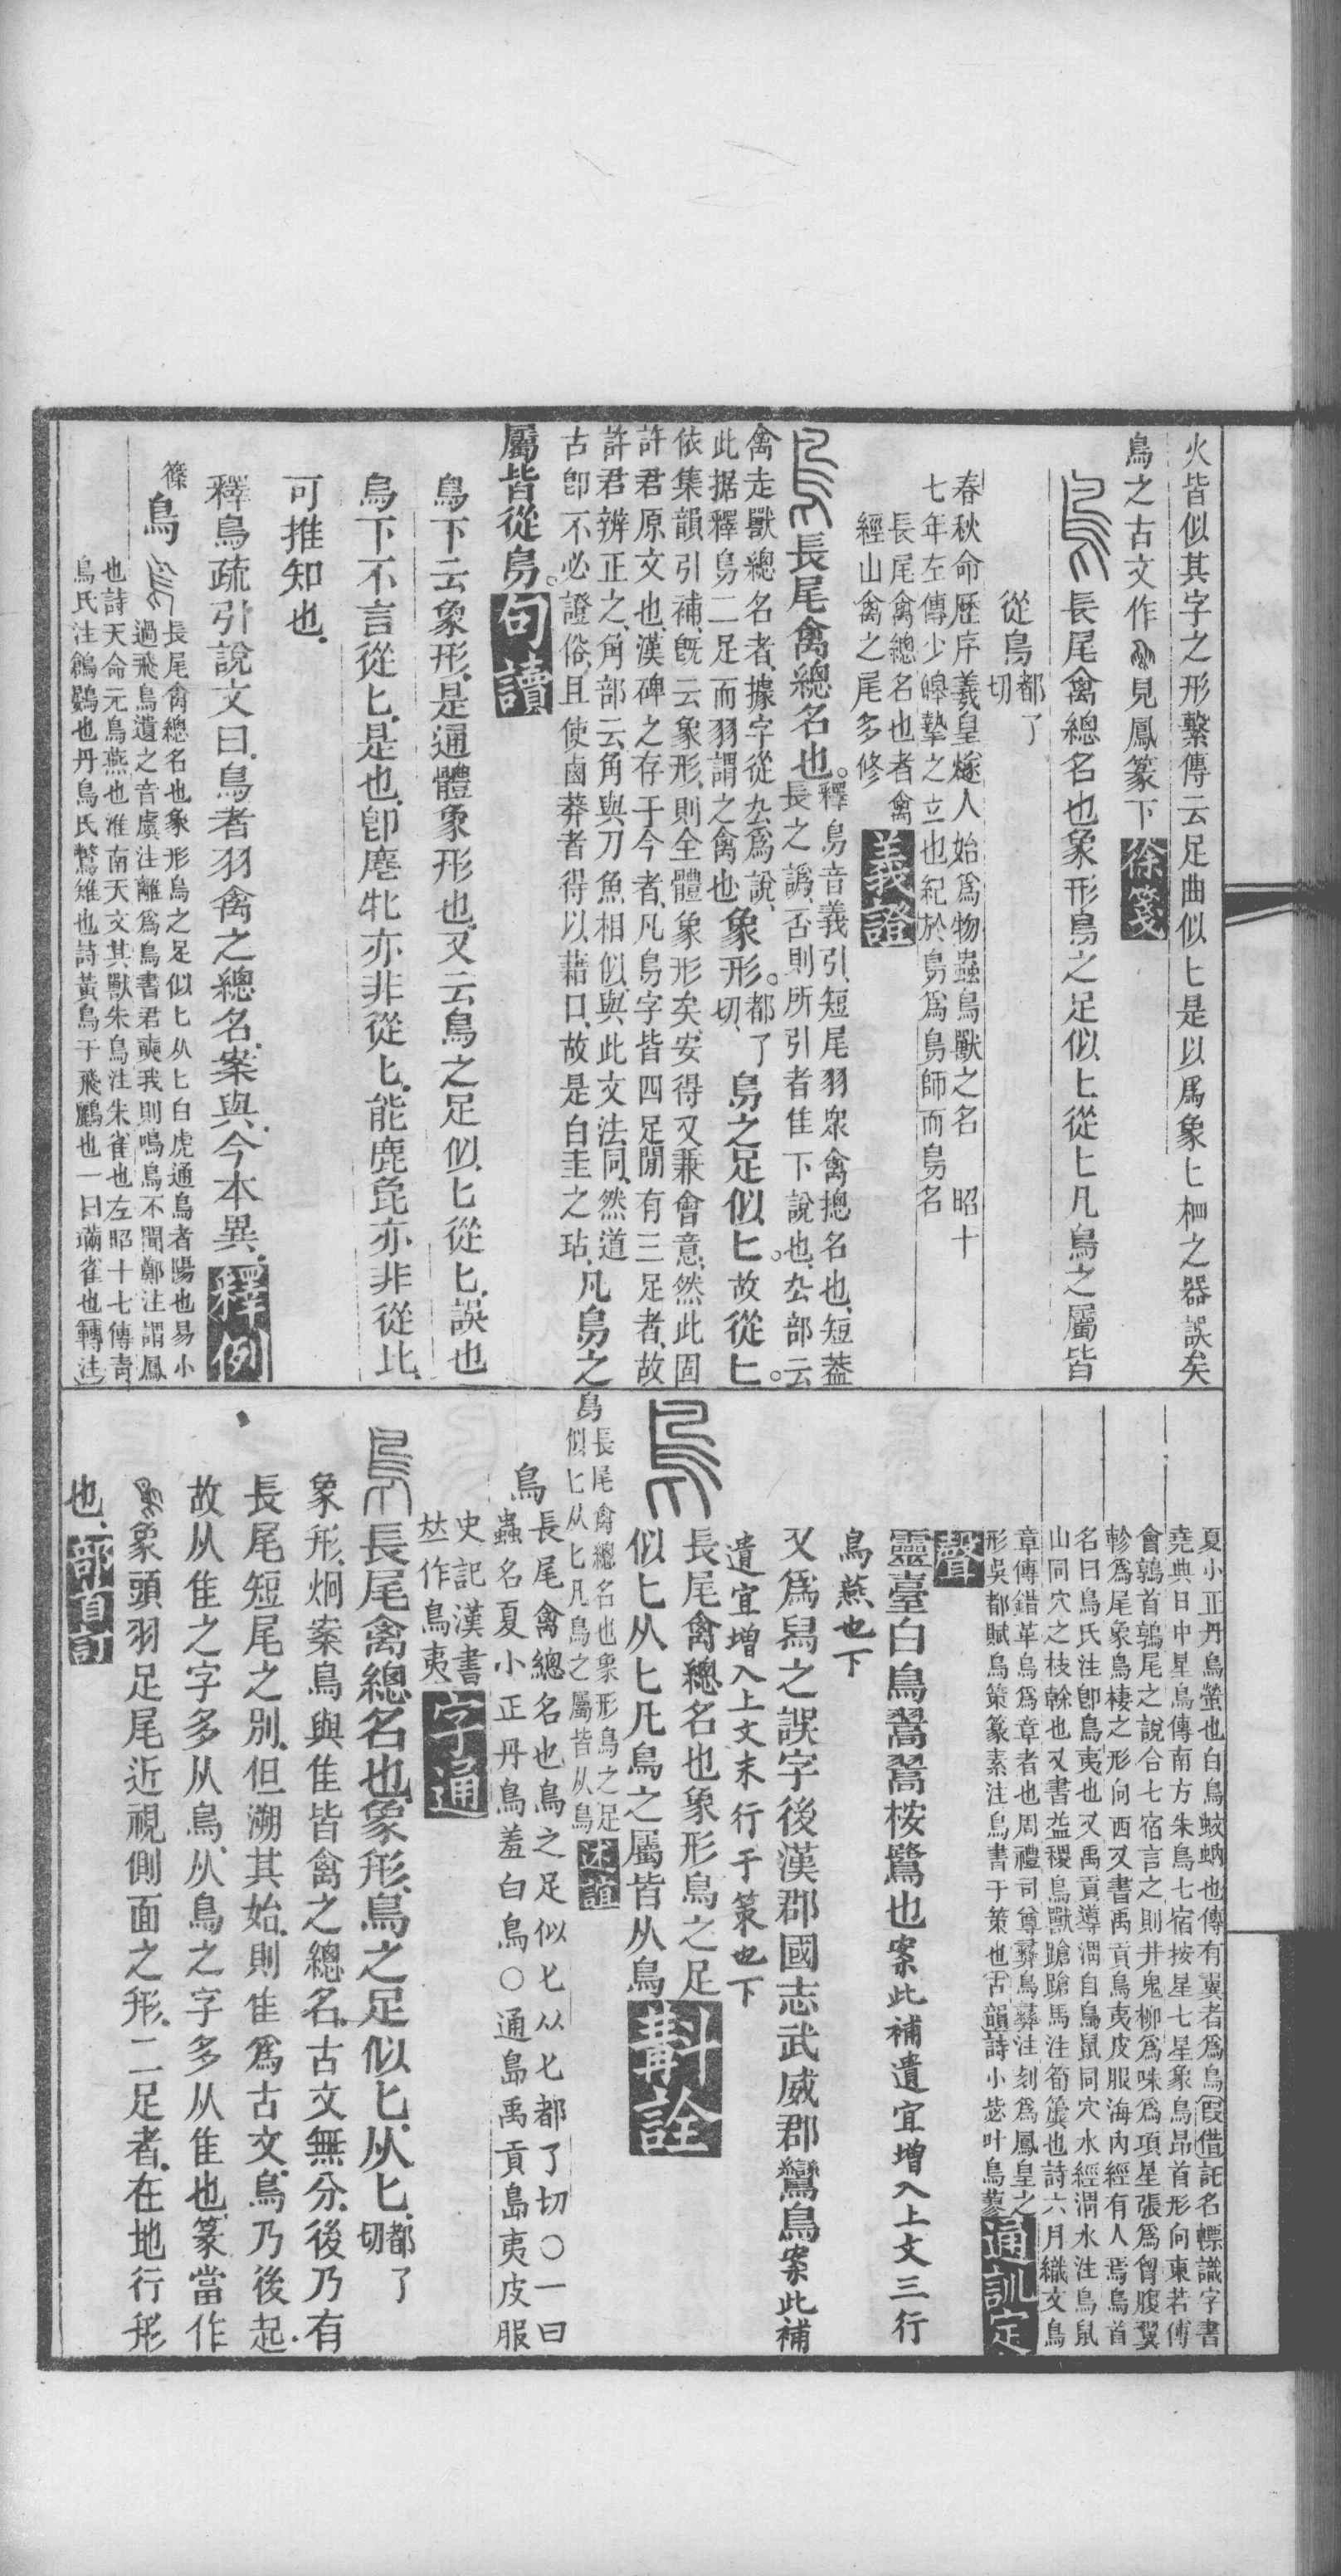 火皆似其字之形繫傳云足曲似匕是以爲象匕柶之器誤矣
鳥之古文作見鳳篆下徐箋
長尾禽總名也象形鳥之足似匕從匕凡鳥之屬皆
從鳥都了切
春秋命歷序羲皇燧人始爲物蟲鳥獸之名　昭十
七年左傳少皞摯之立也紀於鳥爲鳥師而鳥名
長尾禽總名也者禽
經山禽之尾多修義證
長尾禽總名也。釋鳥音義引、短尾羽衆禽摠名也、短葢
長之譌、否則所引者隹下說也、厹部云
禽走獸總名者、據字從厹爲說、
此据釋鳥二足而羽謂之禽也象形。都了切、鳥之足似匕。故從匕。
依集韻引補、旣云象形、則全體象形矣、安得又兼會意、然此固
許君原文也、漢碑之存于今者、凡鳥字、皆四足、閒有三足者、故
許君辨正之、角部云、角與刀魚相似、與此文法同、然道
古卽不必證俗、且使鹵莽者得以藉口、故是白圭之玷、凡鳥之
屬皆從鳥。句讀
鳥下云象形、是通體象形也、又云鳥之足似匕從匕、誤也
鳥下不言從匕、是也、卽麀牝亦非從匕、能鹿㲋亦非從比、
可推知也、
釋鳥疏引說文曰、鳥者羽禽之總名、案與今本異、釋例
篠鳥長尾禽總名也象形鳥之足似匕从匕白虎通鳥者陽也易小
過飛鳥遺之音虞注離爲鳥書君奭我則鳴鳥不聞鄭注謂鳳
也詩天命元鳥燕也淮南天文其獸朱鳥注朱雀也左昭十七傳靑
鳥氏注鶬鷃也丹鳥氏鷩雉也詩黃鳥于飛鸝也一曰䨲雀也轉注
夏小正丹鳥螢也白鳥蚊蚋也傳有翼者爲鳥假借託名幖識字書
堯典日中星鳥傳南方朱鳥七宿按星七星象鳥昂首形向東若傅
會鶉首鶉尾之說合七宿言之則井鬼柳爲咮爲項星張爲胷腹翼
軫爲尾象鳥棲之形向西又書禹貢鳥夷皮服海內經有人焉鳥首
名曰鳥氏注卽鳥夷也又禹貢導渭自鳥鼠同穴水經渭水注鳥鼠
山同穴之枝榦也又書益稷鳥獸蹌蹌馬注筍簴也詩六月織文鳥
章傳錯革鳥爲章者也周禮司尊彝鳥彝注刻爲鳳皇之
形吳都賦鳥策篆素注鳥書于策也古韻詩小毖叶鳥蓼通訓定
聲
靈臺白鳥翯翯桉鷺也案此補遺宜增入上文三行
鳥燕也下
又爲舄之誤字後漢郡國志武威郡鸞鳥案此補
遺宜增入上文末行于策也下
長尾禽總名也象形鳥之足
似匕从匕凡鳥之屬皆从鳥斠詮
鳥長尾禽總名也象形鳥之足
似匕从匕凡鳥之屬皆从鳥述誼
鳥長尾禽總名也鳥之足似匕从匕都了切○一曰
蟲名夏小正丹鳥羞白鳥○通島禹貢島夷皮服
史記漢書
竝作鳥夷字通
長尾禽總名也象形、鳥之足似匕、从匕、都了切
象形、炯案鳥與隹皆禽之總名、古文無分、後乃有
長尾短尾之別、但溯其始、則隹爲古文、鳥乃後起、
故从隹之字多从鳥、从鳥之字多从隹也、篆當作
象頭羽足尾近視側面之形、二足者、在地行形
也、部首訂